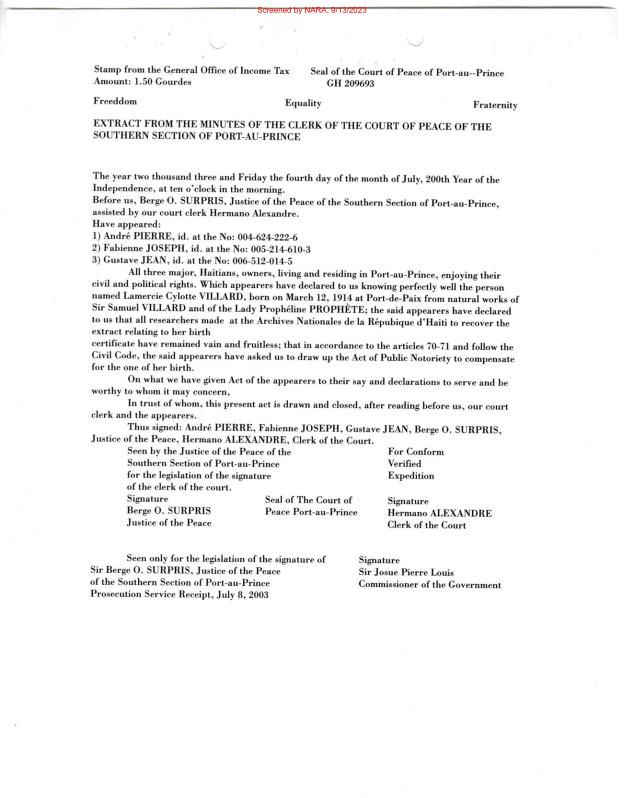 Screened by NARA, 9/13/2023
Stamp from the General Office of Income Tax Seal of the Court of Peace of Port-au--Prince
Amount: 1.50 Gourdes GH 209693
Freeddom Equality Fraternity
EXTRACT FROM THE MINUTES OF THE CLERK OF THE COURT OF PEACE OF THE
SOUTHERN SECTION OF PORT-AU-PRINCE
The year two thousand three and Friday the fourth day of the month of July, 200th Year of the
Independence, at ten o'clock in the morning.
Before us, Berge O. SURPRIS, Justice of the Peace of the Southern Section of Port-au-Prince,
assisted by our court clerk Hermano Alexandre.
Have appeared:
1) André PIERRE, id. at the No: 004-624-222-6
2) Fabienne JOSEPH, id. at the No: 005-214-610-3
3) Gustave JEAN, id. at the No: 006-512-014-5
All three major, Haitians, owners, living and residing in Port-au-Prince, enjoying their
civil and political rights. Which appearers have declared to us knowing perfectly well the person
named Lamercie Cylotte VILLARD, born on March 12, 1914 at Port-de-Paix from natural works of
Sir Samuel VILLARD and of the Lady Prophéline PROPHÈTE; the said appearers have declared
to us that all researches made at the Archives Nationales de la Républque d'Haiti to recover the
extract relating to her birth
certificate have remained vain and fruitless; that in accordance to the articles 70-71 and follow the
Civil Code, the said appearers have asked us to draw up the Act of Public Notoriety to compensate
for the one of her birth.
On what we have given Act of the appearers to their say and declarations to serve and be
worthy to whom it may concern,
In trust of whom, this present act is drawn and closed, after reading before us, our court
clerk and the appearers.
Thus signed: André PIERRE, Fabienne JOSEPH, Gustave JEAN, Berge O. SURPRIS,
Justice of the Peace, Hermano ALEXANDRE, Clerk of the Court.
Seen by the Justice of the Peace of the For Conform
Southern Section of Port-au-Prince Verified
for the legislation of the signature Expedition
of the clerk of the court.
Signature Seal of The Court of Signature
Berge O. SURPRIS Peace Port-au-Prince Hermano ALEXANDRE
Justice of the Peace Clerk of the Court
Seen only for the legislation of the signature of Signature
Sir Berge O. SURPRIS, Justice of the Peace Sir Josue Pierre Louis
of the Southern Section of Port-au-Prince Commissioner of the Government
Prosecution Service Receipt, July 8, 2003